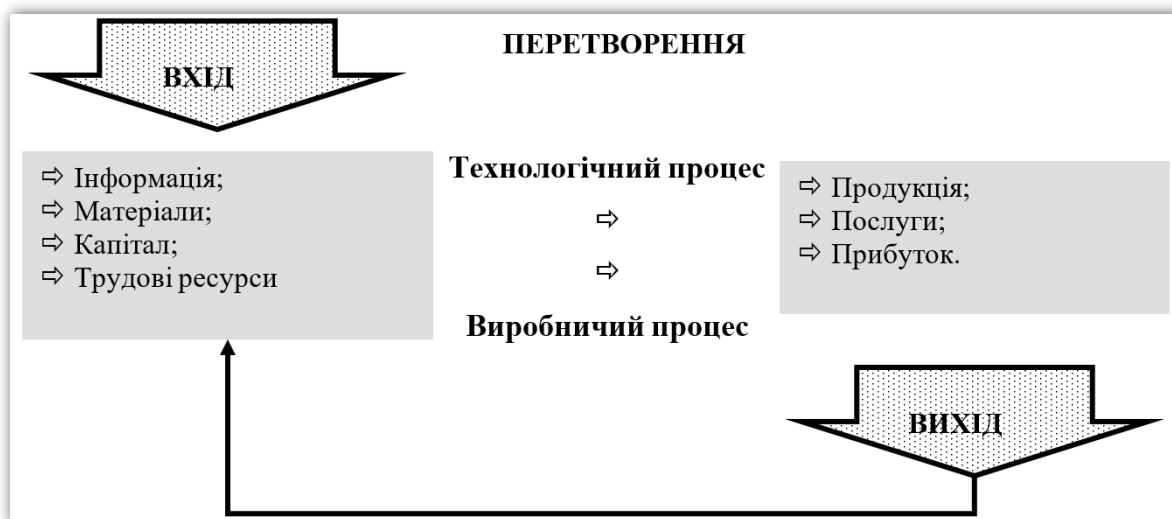 ПЕРЕТВОРЕННЯ
ВХІД
⇨ Інформація;
⇨ Матеріали;
⇨ Капітал;
⇨ Трудові ресурси
Технологічний процес
⇨
⇨
Виробничий процес
⇨ Продукція;
⇨ Послуги;
⇨ Прибуток.
ВИХІД